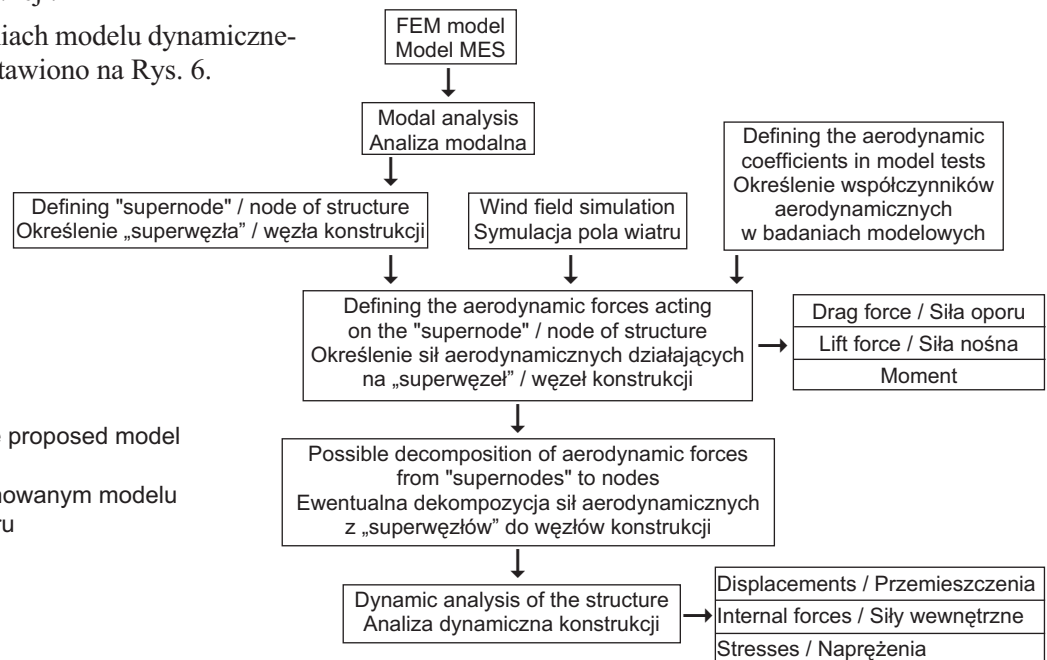 niach modelu dynamiczne-
tawiono na Rys. 6.
FEM model
Model MES
Modal analysis
Analiza modalna
Defining the aerodynamic
coefficients in model tests
Określenie współczynników
aerodynamicznych
w badaniach modelowych
Defining "supernode" / node of structure
Określenie „superwęzła” / węzła konstrukcji
Wind field simulation
Symulacja pola wiatru
Defining the aerodynamic forces acting
on the "supernode" / node of structure
Określenie sił aerodynamicznych działających
na „superwęzeł” / węzeł konstrukcji
Drag force / Siła oporu
Lift force / Siła nośna
Moment
proposed model
nowanym modelu
ru
Possible decomposition of aerodynamic forces
from "supernodes" to nodes
Ewentualna dekompozycja sił aerodynamicznych
z „superwęzłów” do węzłów konstrukcji
Dynamic analysis of the structure
Analiza dynamiczna konstrukcji
Displacements / Przemieszczenia
Internal forces / Siły wewnętrzne
Stresses / Naprężenia